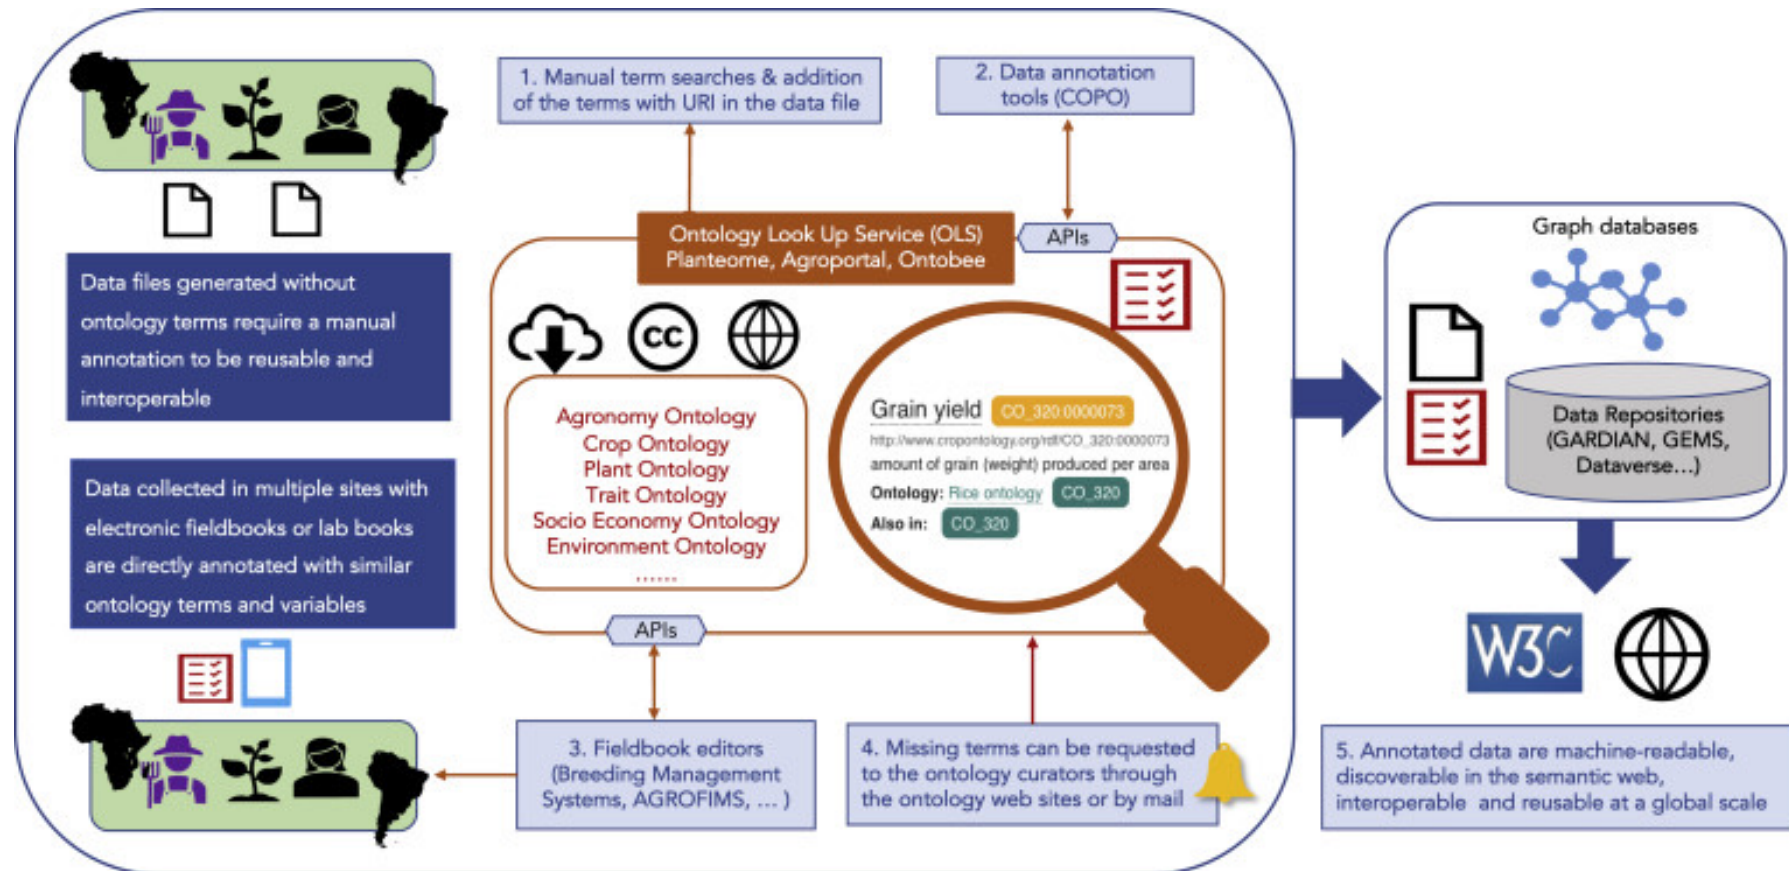 1. Manual term searches & addition
of the terms with URI in the data file
2. Data annotation
tools (COPO)
Ontology Look Up Service (OLS)
Planteome, Agroportal, Ontobee
APIs
Graph databases
Data files generated without
ontology terms require a manual
annotation to be reusable and
interoperable
Data collected in multiple sites with
electronic fieldbooks or lab books
are directly annotated with similar
ontology terms and variables
CC
Agronomy Ontology
Crop Ontology
Plant Ontology
Trait Ontology
Socio Economy Ontology
Environment Ontology
......
Grain yield CO_320:0000073
http://www.cropontology.org/rdf/CO_320:0000073
amount of grain (weight) produced per area
Ontology: Rice ontology CO_320
Also in: CO_320
Data Repositories
(GARDIAN, GEMS,
Dataverse...)
APIs
W3C
3. Fieldbook editors
(Breeding Management
Systems, AGROFIMS, ... )
4. Missing terms can be requested
to the ontology curators through
the ontology web sites or by mail
5. Annotated data are machine-readable,
discoverable in the semantic web,
interoperable and reusable at a global scale